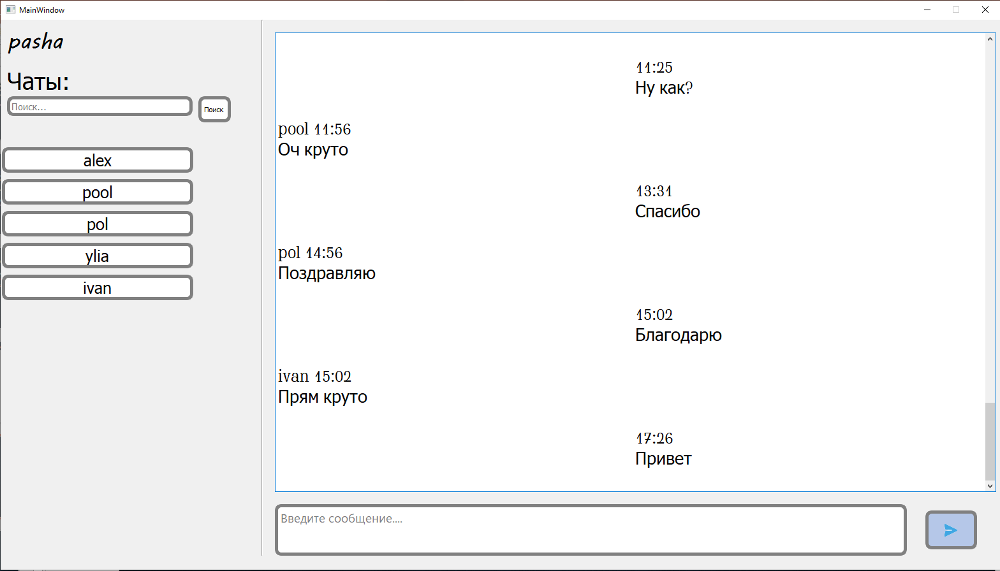 MainWindow
pasha
Чаты:
Поиск...
Поиск
alex
pool
pol
ylia
ivan
11:25
Ну как?
pool 11:56
Оч круто
13:31
Спасибо
pol 14:56
Поздравляю
15:02
Благодарю
ivan 15:02
Прям круто
17:26
Привет
Введите сообщение....